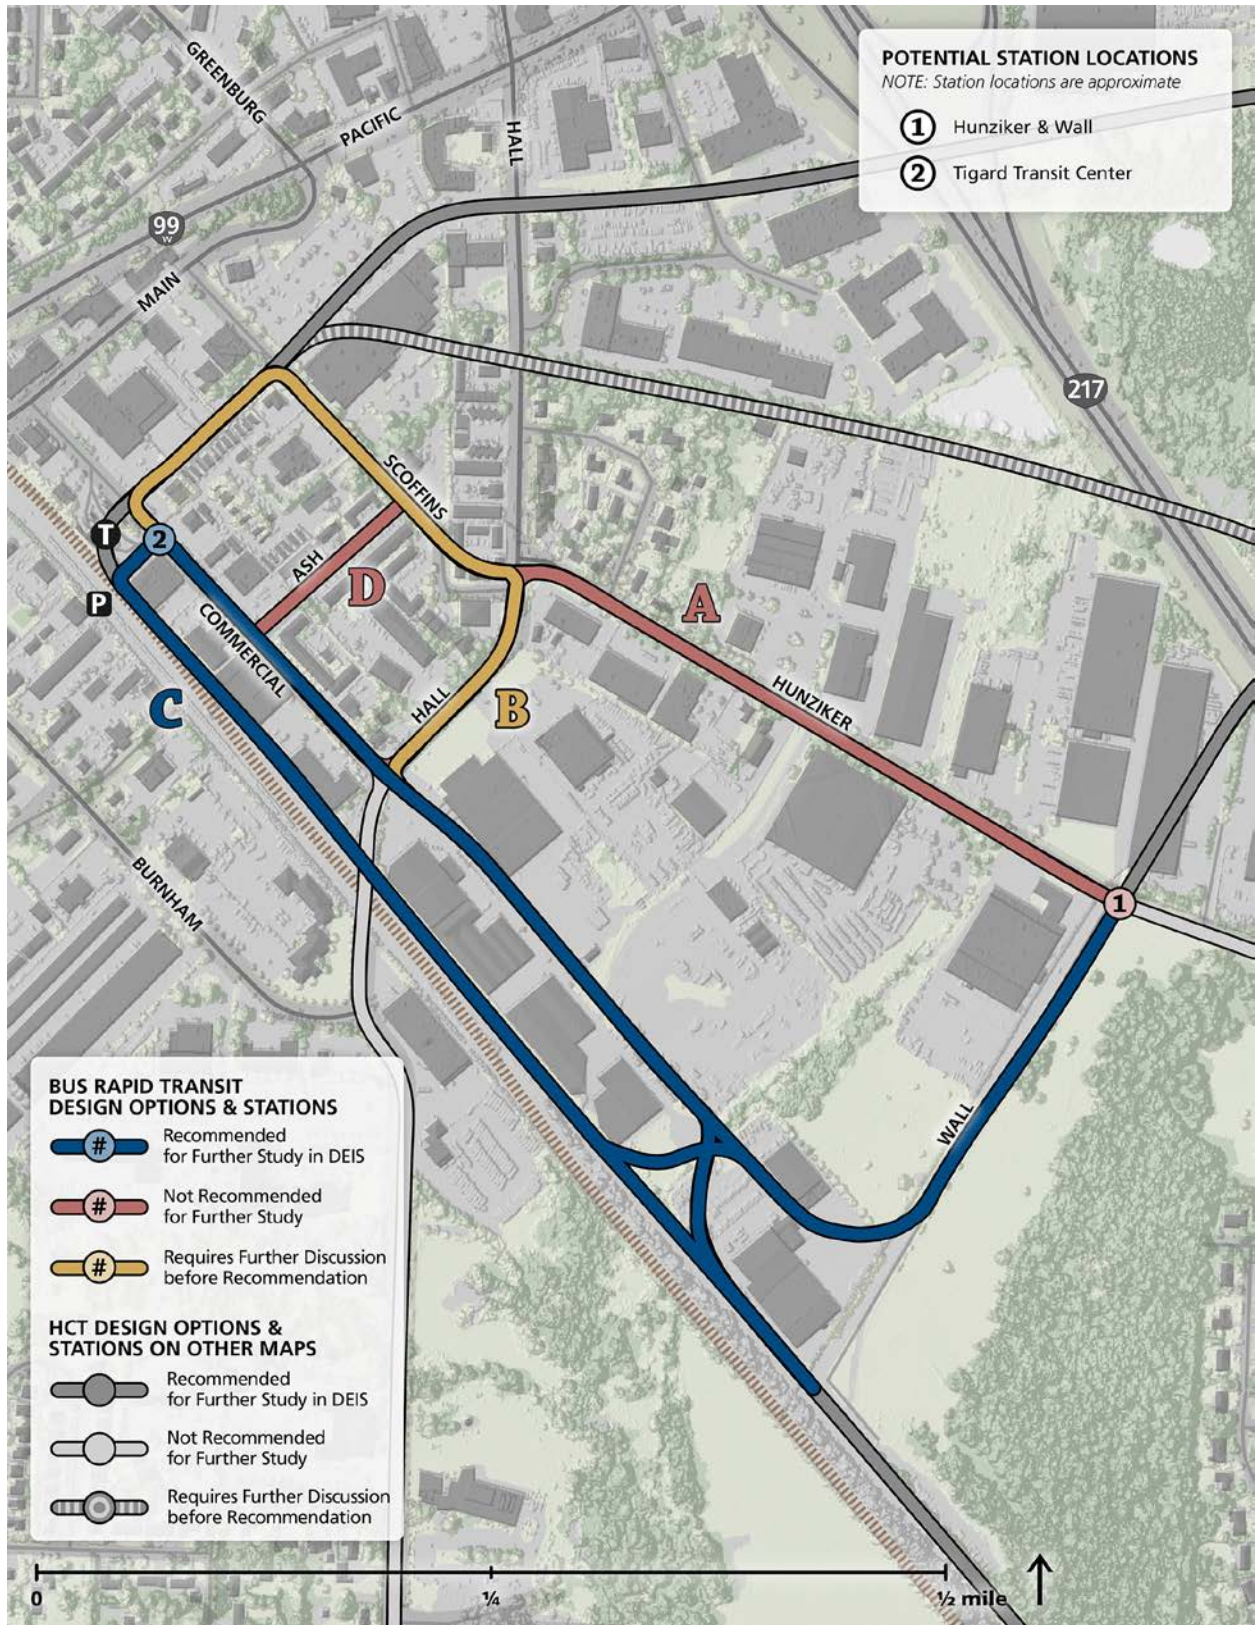 POTENTIAL STATION LOCATIONS
NOTE: Station locations are approximate
1 Hunziker & Wall
2 Tigard Transit Center
GREENBURG
PACIFIC
HALL
99
W
MAIN
217
SCOFFINS
T
2
ASH
D
A
P
COMMERCIAL
HUNZIKER
C
HALL
B
BURNHAM
1
WALL
BUS RAPID TRANSIT
DESIGN OPTIONS & STATIONS
# Recommended
for Further Study in DEIS
# Not Recommended
for Further Study
# Requires Further Discussion
before Recommendation
HCT DESIGN OPTIONS &
STATIONS ON OTHER MAPS
Recommended
for Further Study in DEIS
Not Recommended
for Further Study
Requires Further Discussion
before Recommendation
0 1/4 1/2 mile